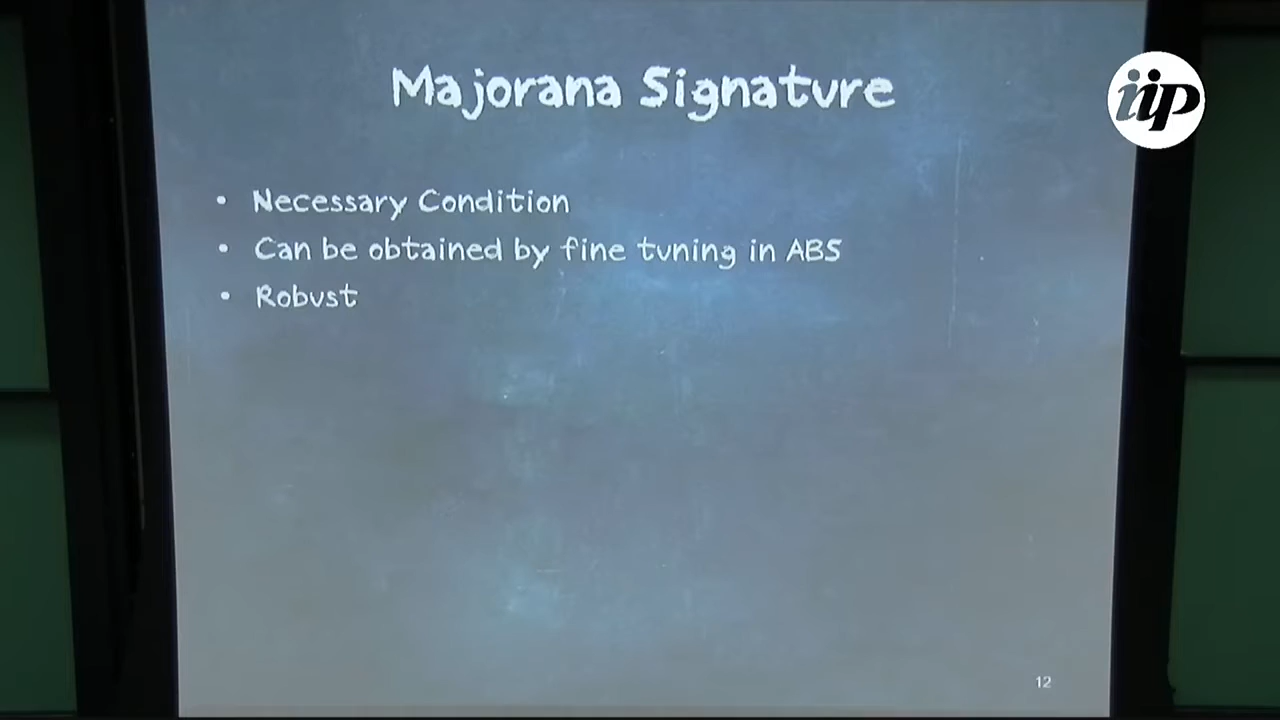 Majorana Signature
iip
• Necessary Condition
• Can be obtained by fine tuning in ABS
• Robust
12